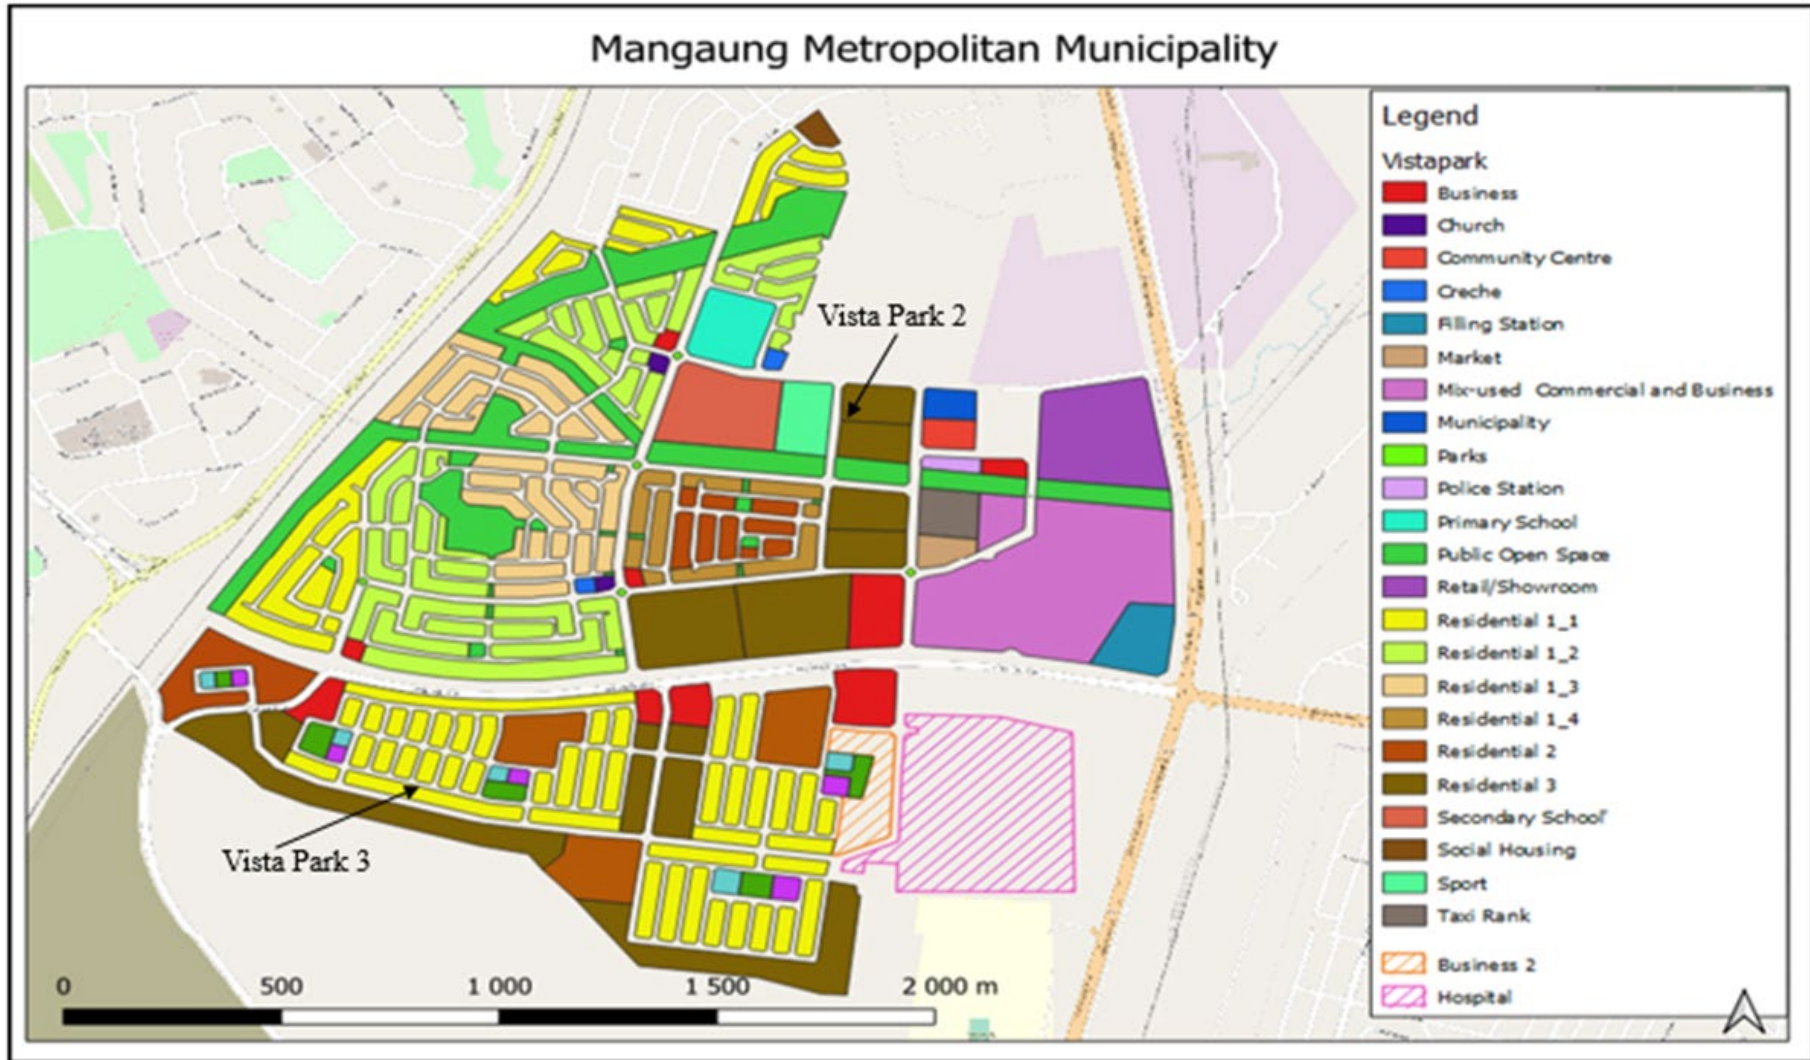 Mangaung Metropolitan Municipality
Legend
Vistapark
Business
Church
Community Centre
Creche
Filling Station
Market
Mix-used Commercial and Business
Municipality
Parks
Police Station
Primary School
Public Open Space
Retail/Showroom
Residential 1_1
Residential 1_2
Residential 1_3
Residential 1_4
Residential 2
Residential 3
Secondary School
Social Housing
Sport
Taxi Rank
Business 2
Hospital
Vista Park 2
Vista Park 3
0 500 1 000 1 500 2 000 m